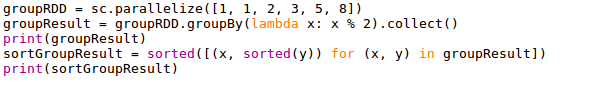 groupRDD = sc.parallelize([1, 1, 2, 3, 5, 8])
groupResult = groupRDD.groupBy(lambda x: x % 2).collect()
print(groupResult)
sortGroupResult = sorted([(x, sorted(y)) for (x, y) in groupResult])
print(sortGroupResult)